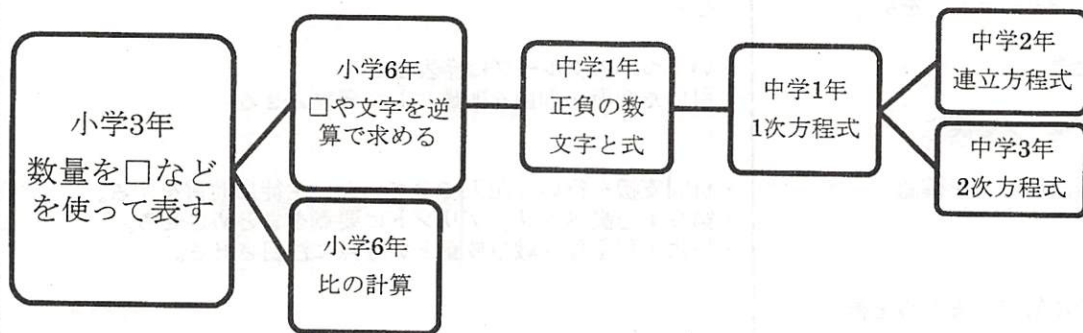 小学3年
数量を□など
を使って表す
小学6年
□や文字を逆
算で求める
小学6年
比の計算
中学1年
正負の数
文字と式
中学1年
1次方程式
中学2年
連立方程式
中学3年
2次方程式